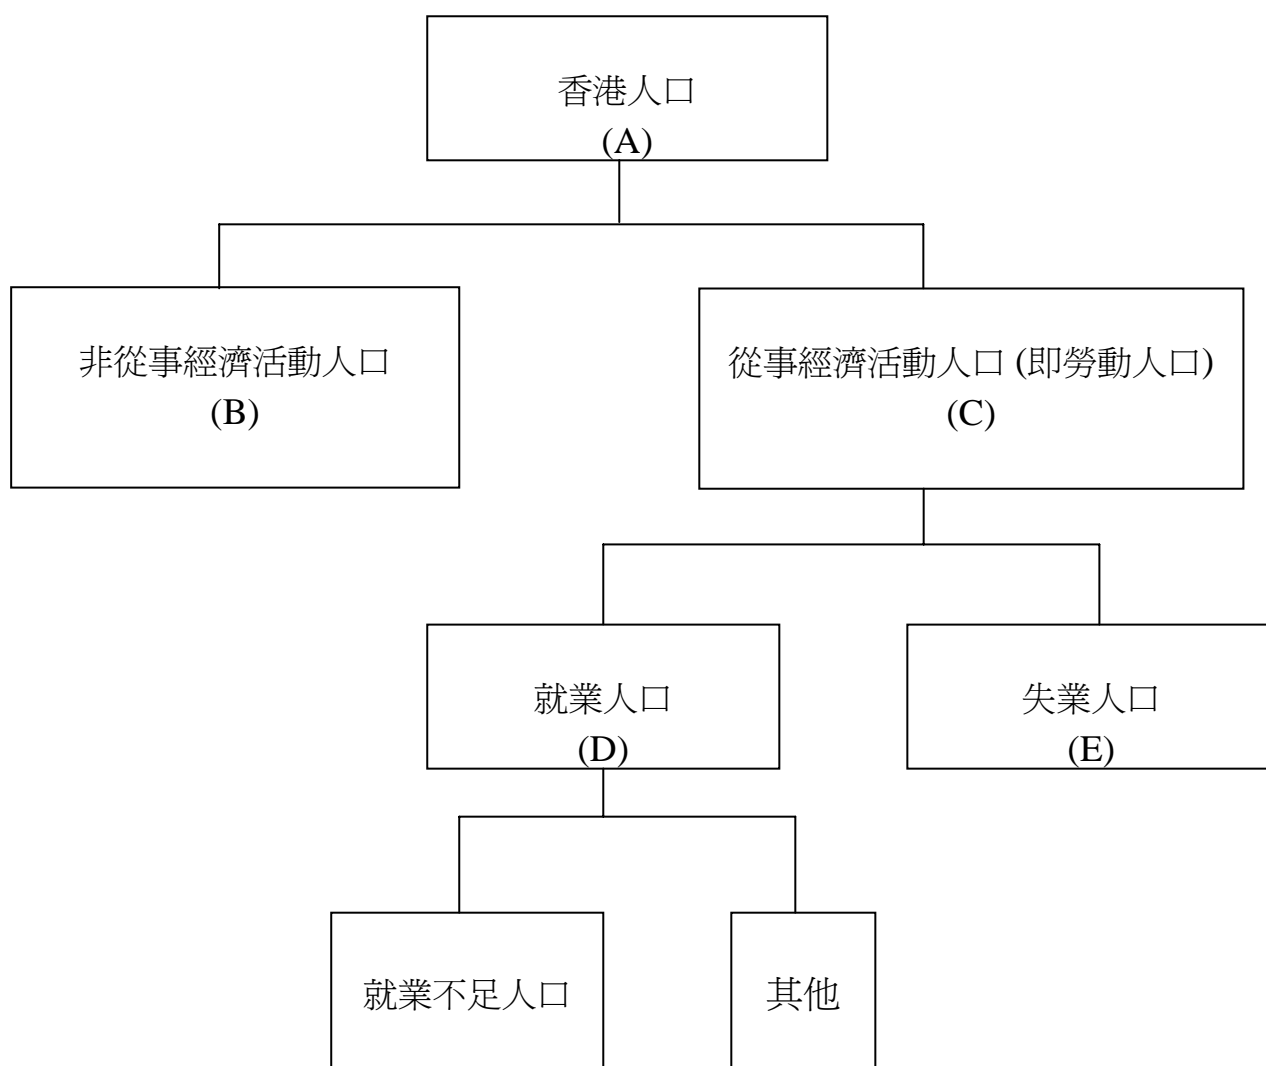 香港人口
(A)
非從事經濟活動人口
(B)
從事經濟活動人口 (即勞動人口)
(C)
就業人口
(D)
失業人口
(E)
就業不足人口
其他